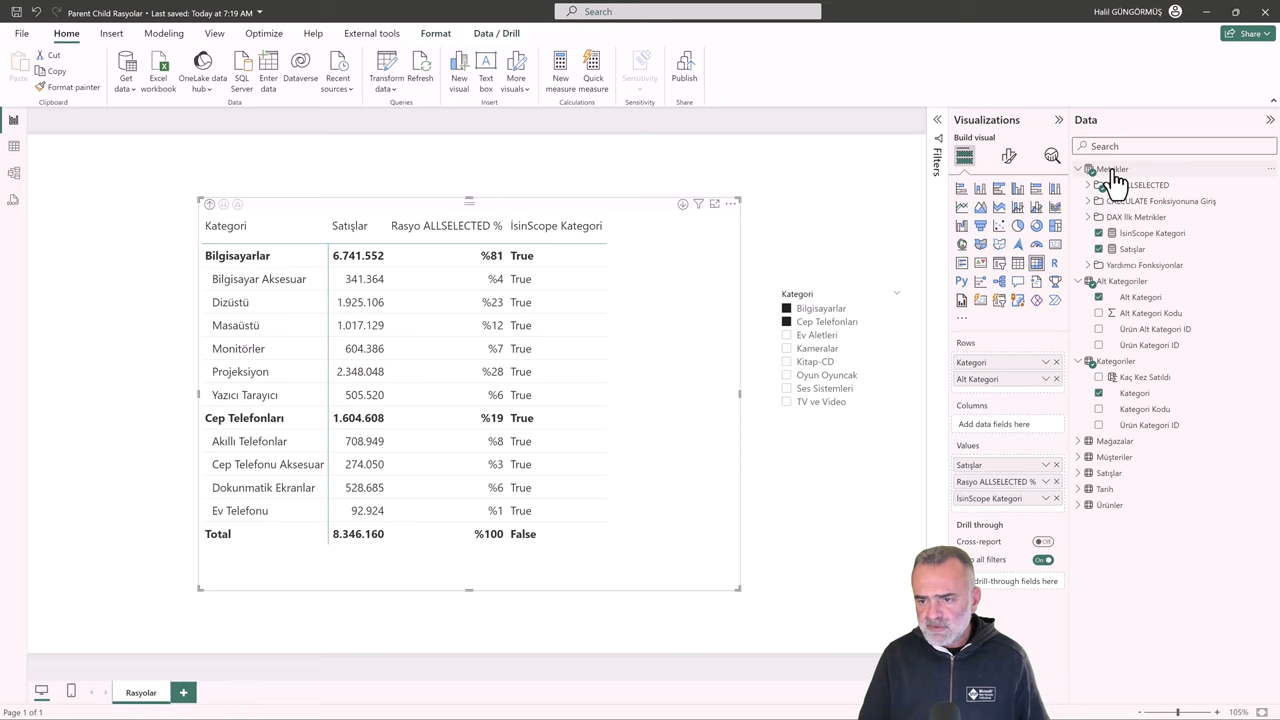 Parent Child Rasyolar • Last saved: Today at 7:19 AM
Search
Halil GÜNGÖRMÜŞ
File Home Insert Modeling View Optimize Help External tools Format Data / Drill
Share
Paste
Cut
Copy
Format painter
Get data
Excel workbook
OneLake data hub
SQL Server
Enter data
Dataverse
Recent sources
Transform data
Refresh
New visual
Text box
More visuals
New measure
Quick measure
Sensitivity
Publish
Clipboard Data Queries Insert Calculations Sensitivity Share
Kategori Satışlar Rasyo ALLSELECTED % İsinScope Kategori
Bilgisayarlar 6.741.552 %81 True
Bilgisayar Aksesuar 341.364 %4 True
Dizüstü 1.925.106 %23 True
Masaüstü 1.017.129 %12 True
Monitörler 604.386 %7 True
Projeksiyon 2.348.048 %28 True
Yazıcı Tarayıcı 505.520 %6 True
Cep Telefonları 1.604.608 %19 True
Akıllı Telefonlar 708.949 %8 True
Cep Telefonu Aksesuar 274.050 %3 True
Dokunmatik Ekranlar 528.685 %6 True
Ev Telefonu 92.924 %1 True
Total 8.346.160 %100 False
Kategori
Bilgisayarlar
Cep Telefonları
Ev Aletleri
Kameralar
Kitap-CD
Oyun Oyuncak
Ses Sistemleri
TV ve Video
Filters
Visualizations
Build visual
Rows
Kategori
Alt Kategori
Columns
Add data fields here
Values
Satışlar
Rasyo ALLSELECTED %
İsinScope Kategori
Drill through
Cross-report Off
all filters On
drill-through fields here
Data
Search
Metrikler
LLSELECTED
CALCULATE Fonksiyonuna Giriş
DAX İlk Metrikler
İsinScope Kategori
Satışlar
Yardımcı Fonksiyonlar
Alt Kategoriler
Alt Kategori
Alt Kategori Kodu
Ürün Alt Kategori ID
Ürün Kategori ID
Kategoriler
Kaç Kez Satıldı
Kategori
Kategori Kodu
Ürün Kategori ID
Mağazalar
Müşteriler
Satışlar
Tarih
Ürünler
Rasyolar
Page 1 of 1
105%
Microsoft